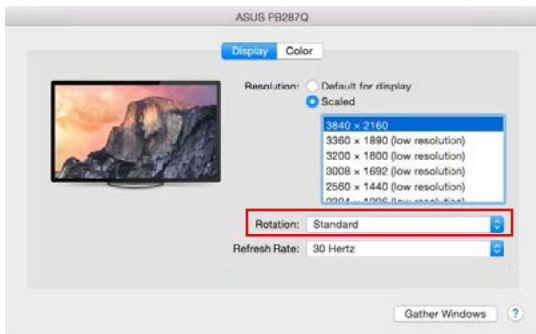 ASUS PB287Q
Display Color
Resolution: Default for display
Scaled
3840 × 2160
3360 × 1890 (low resolution)
3200 × 1800 (low resolution)
3008 × 1692 (low resolution)
2560 × 1440 (low resolution)
Rotation: Standard
Refresh Rate: 30 Hertz
Gather Windows ?